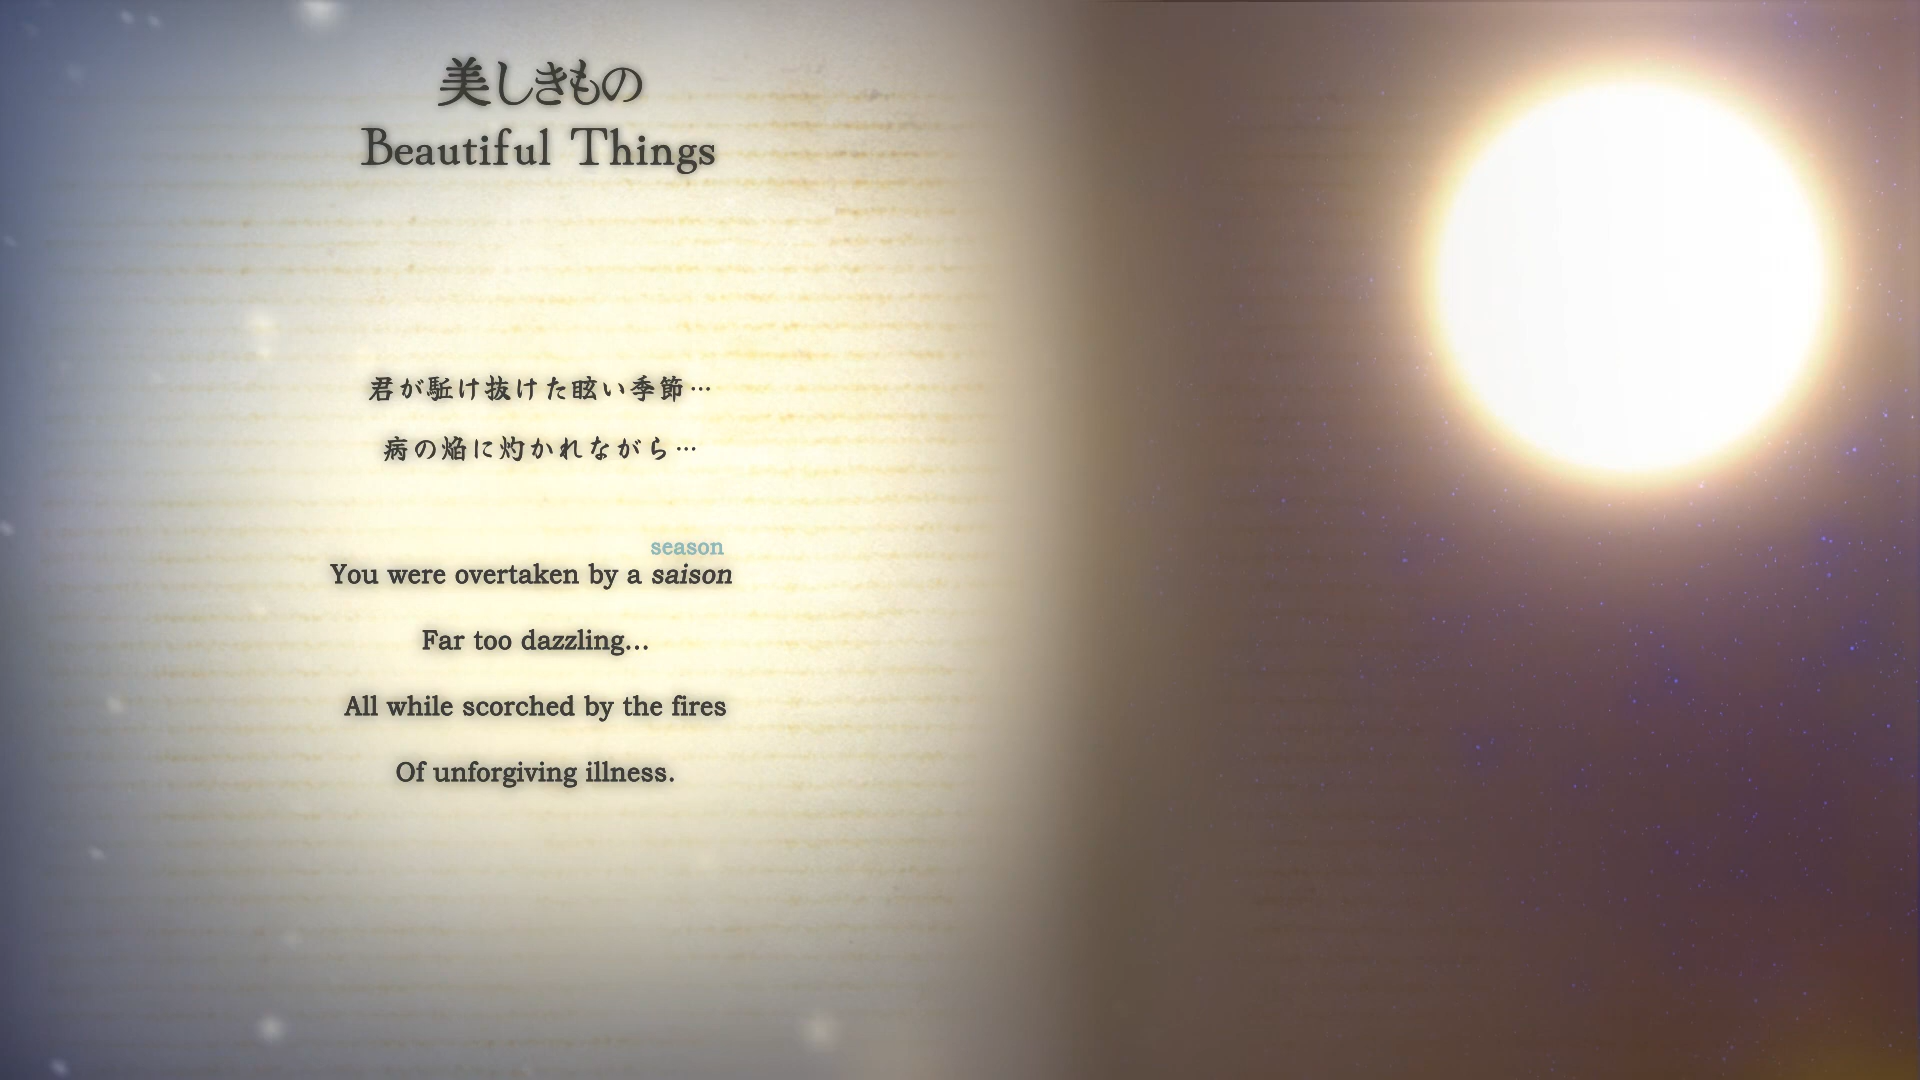 美しきもの
Beautiful Things
君が駈け抜けた眩い季節…
病の焔に灼かれながら…
season
You were overtaken by a saison
Far too dazzling...
All while scorched by the fires
Of unforgiving illness.